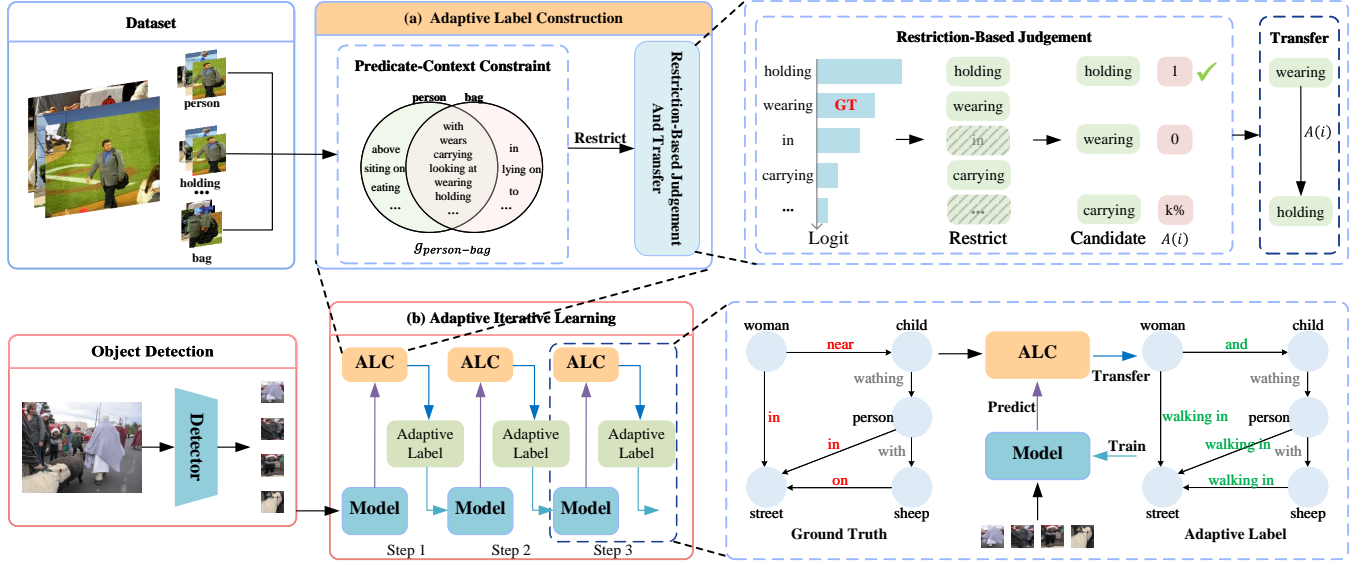 Dataset
person
holding
...
bag
(a) Adaptive Label Construction
Predicate-Context Constraint
person bag
above
siting on
eating
...
with
wears
carrying
looking at
wearing
holding
...
in
lying on
to
...
g_person−bag
Restrict
Restriction-Based Judgement
And Transfer
Restriction-Based Judgement
holding
wearing
in
carrying
...
GT
Logit
holding
wearing
in
carrying
...
Restrict
holding 1
wearing 0
carrying k%
Candidate A(i)
Transfer
wearing
A(i)
holding
Object Detection
Detector
(b) Adaptive Iterative Learning
ALC ALC ALC
Adaptive Label
Adaptive Label
Adaptive Label
Model Model Model
Step 1 Step 2 Step 3
woman child
near
wathing
in
person
in
with
on
street sheep
Ground Truth
ALC
Transfer
Predict
Model
Train
woman child
and
wathing
walking in
person
walking in
with
walking in
street sheep
Adaptive Label